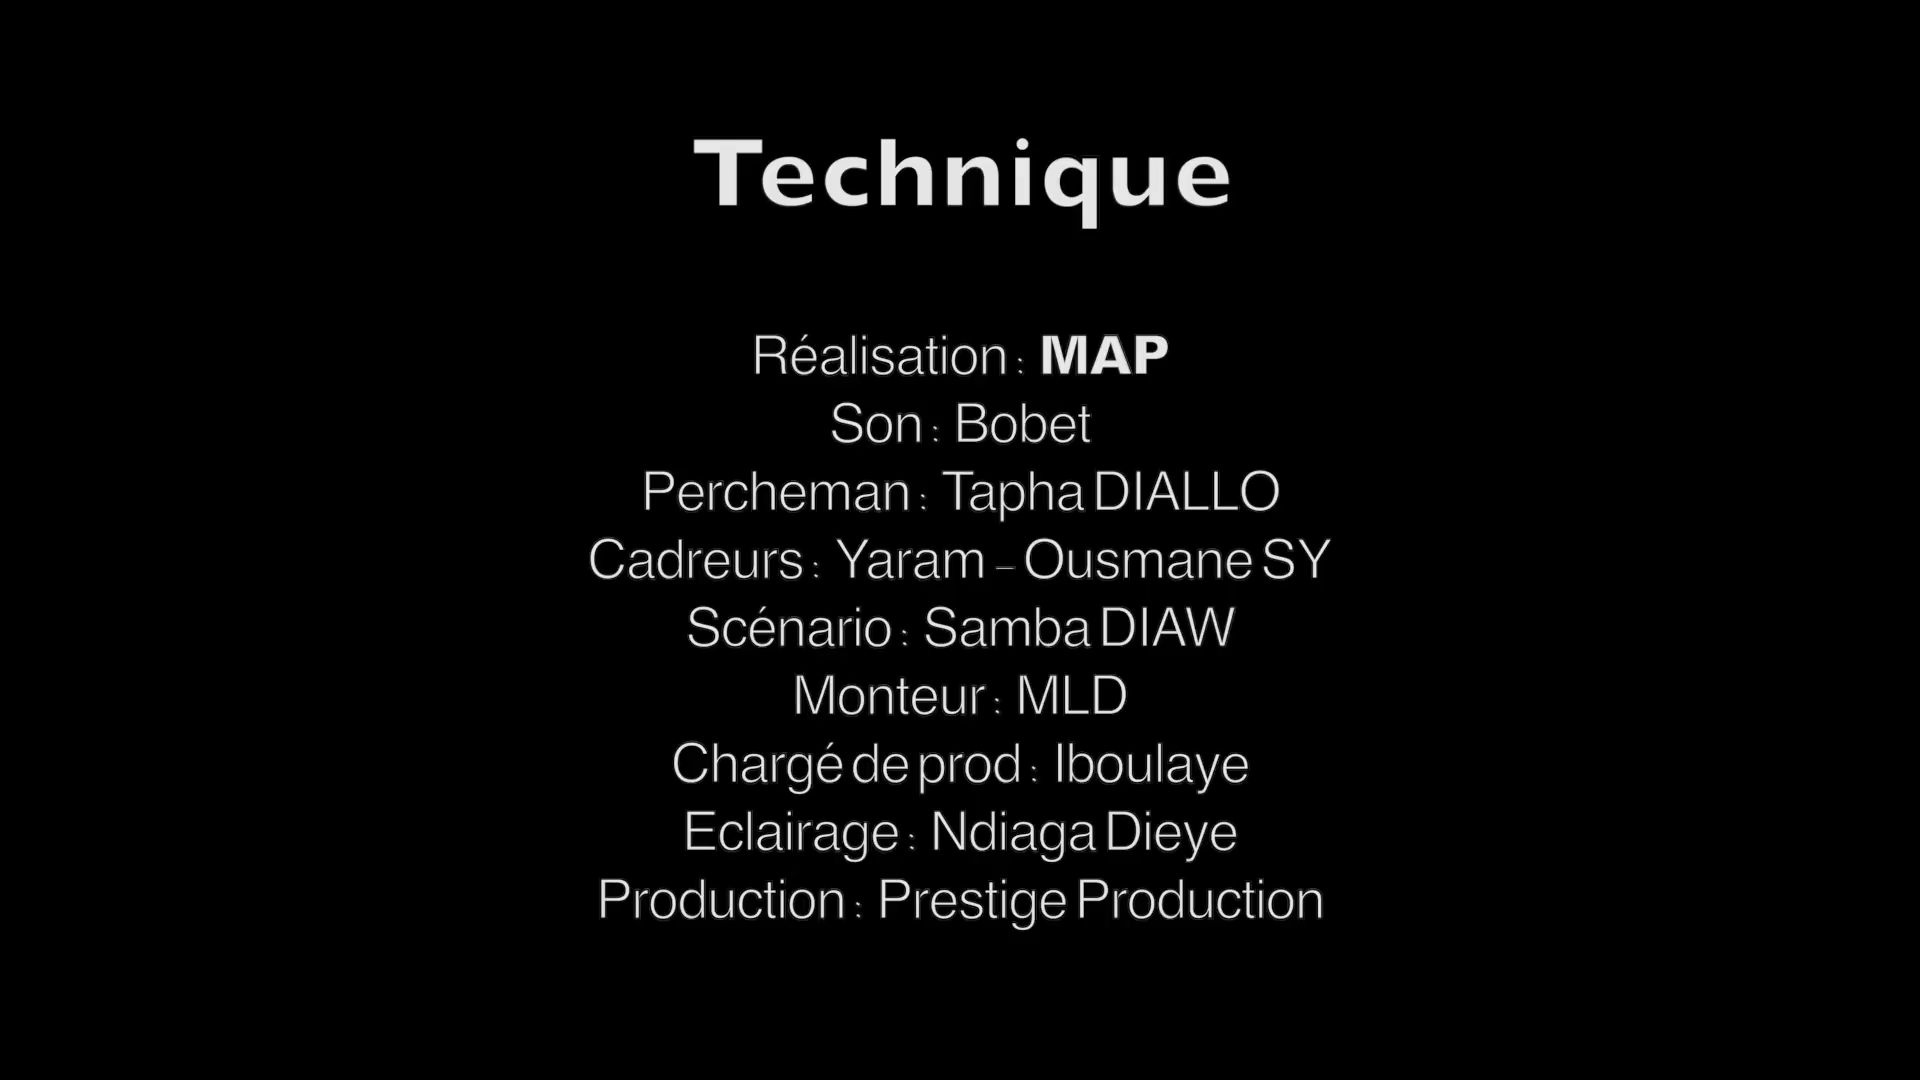 Technique
Réalisation : MAP
Son : Bobet
Percheman : Tapha DIALLO
Cadreurs : Yaram – Ousmane SY
Scénario : Samba DIAW
Monteur : MLD
Chargé de prod : Iboulaye
Eclairage : Ndiaga Dieye
Production : Prestige Production